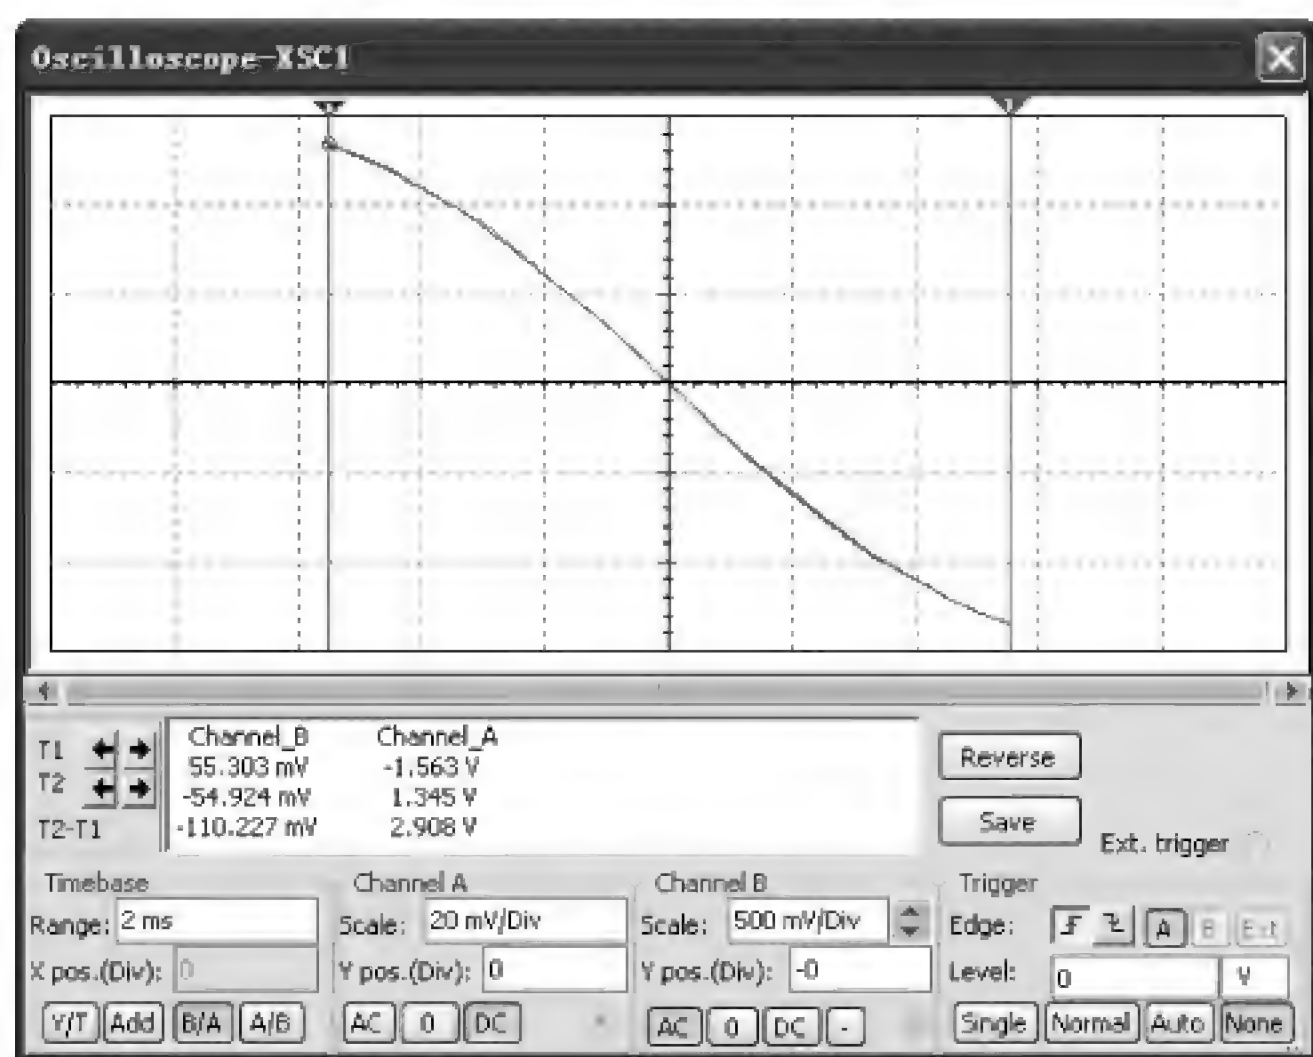 Oscilloscope-XSC1
1
Channel_B Channel_A
T1 55.303 mV -1.563 V
T2 -54.924 mV 1.345 V
T2-T1 -110.227 mV 2.908 V
Reverse
Save
Ext. trigger
Timebase Channel A Channel B Trigger
Range: 2 ms Scale: 20 mV/Div Scale: 500 mV/Div Edge: A B Ext
X pos.(Div): 0 Y pos.(Div): 0 Y pos.(Div): -0 Level: 0 V
Y/T Add B/A A/B AC 0 DC AC 0 DC - Single Normal Auto None